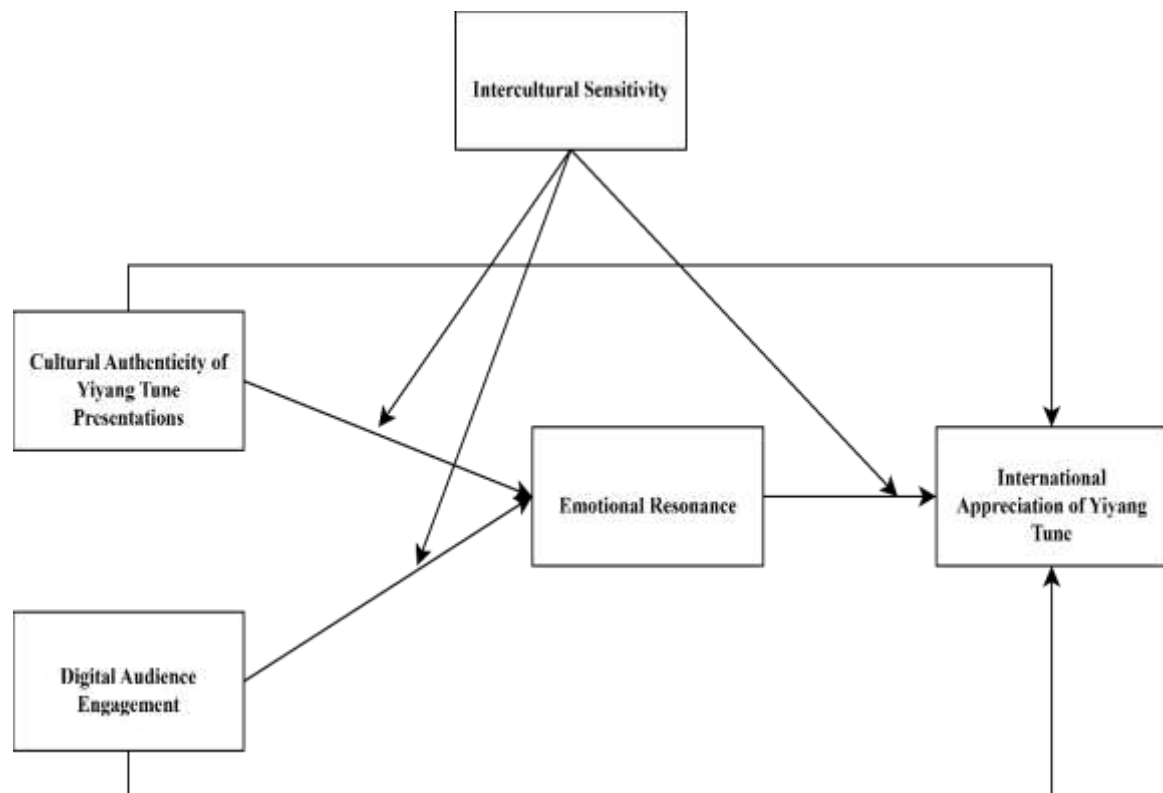 Intercultural Sensitivity
Cultural Authenticity of
Yiyang Tune
Presentations
Emotional Resonance
International
Appreciation of Yiyang
Tune
Digital Audience
Engagement